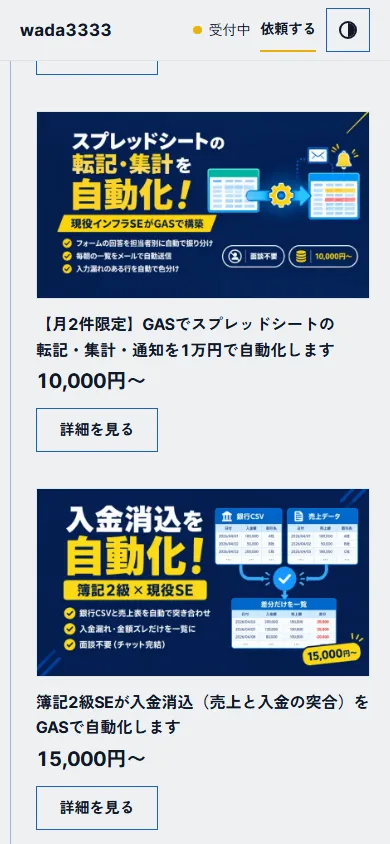 wada3333
受付中
依頼する
スプレッドシートの
転記・集計を
自動化！
現役インフラSEがGASで構築
フォームの回答を担当者別に自動で振り分け
毎朝の一覧をメールで自動送信
入力漏れのある行を自動で色分け
面談不要
10,000円〜
【月2件限定】GASでスプレッドシートの
転記・集計・通知を1万円で自動化します
10,000円〜
詳細を見る
入金消込を
自動化！
簿記2級×現役SE
銀行CSVと売上表を自動で突き合わせ
入金漏れ・金額ズレだけを一覧に
面談不要（チャット完結）
銀行CSV
売上データ
差分だけを一覧
15,000円〜
簿記2級SEが入金消込（売上と入金の突合）を
GASで自動化します
15,000円〜
詳細を見る